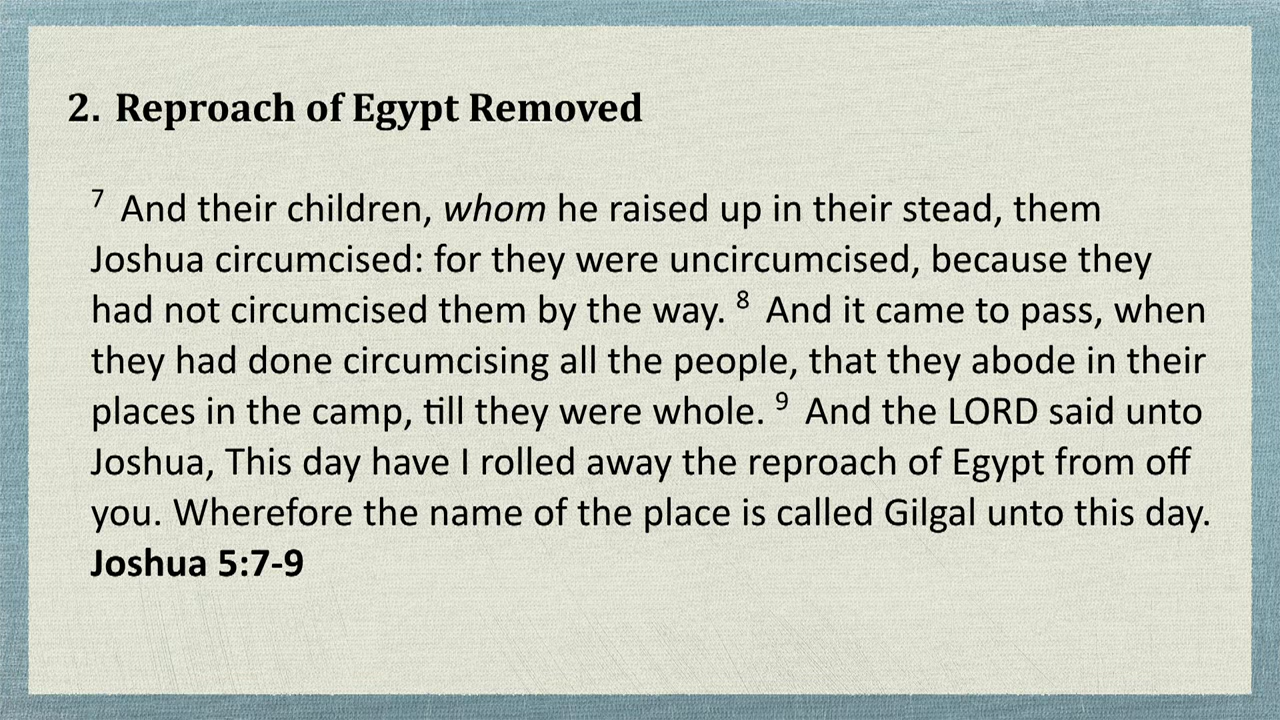 2. Reproach of Egypt Removed
7 And their children, whom he raised up in their stead, them
Joshua circumcised: for they were uncircumcised, because they
had not circumcised them by the way. 8 And it came to pass, when
they had done circumcising all the people, that they abode in their
places in the camp, till they were whole. 9 And the LORD said unto
Joshua, This day have I rolled away the reproach of Egypt from off
you. Wherefore the name of the place is called Gilgal unto this day.
Joshua 5:7-9